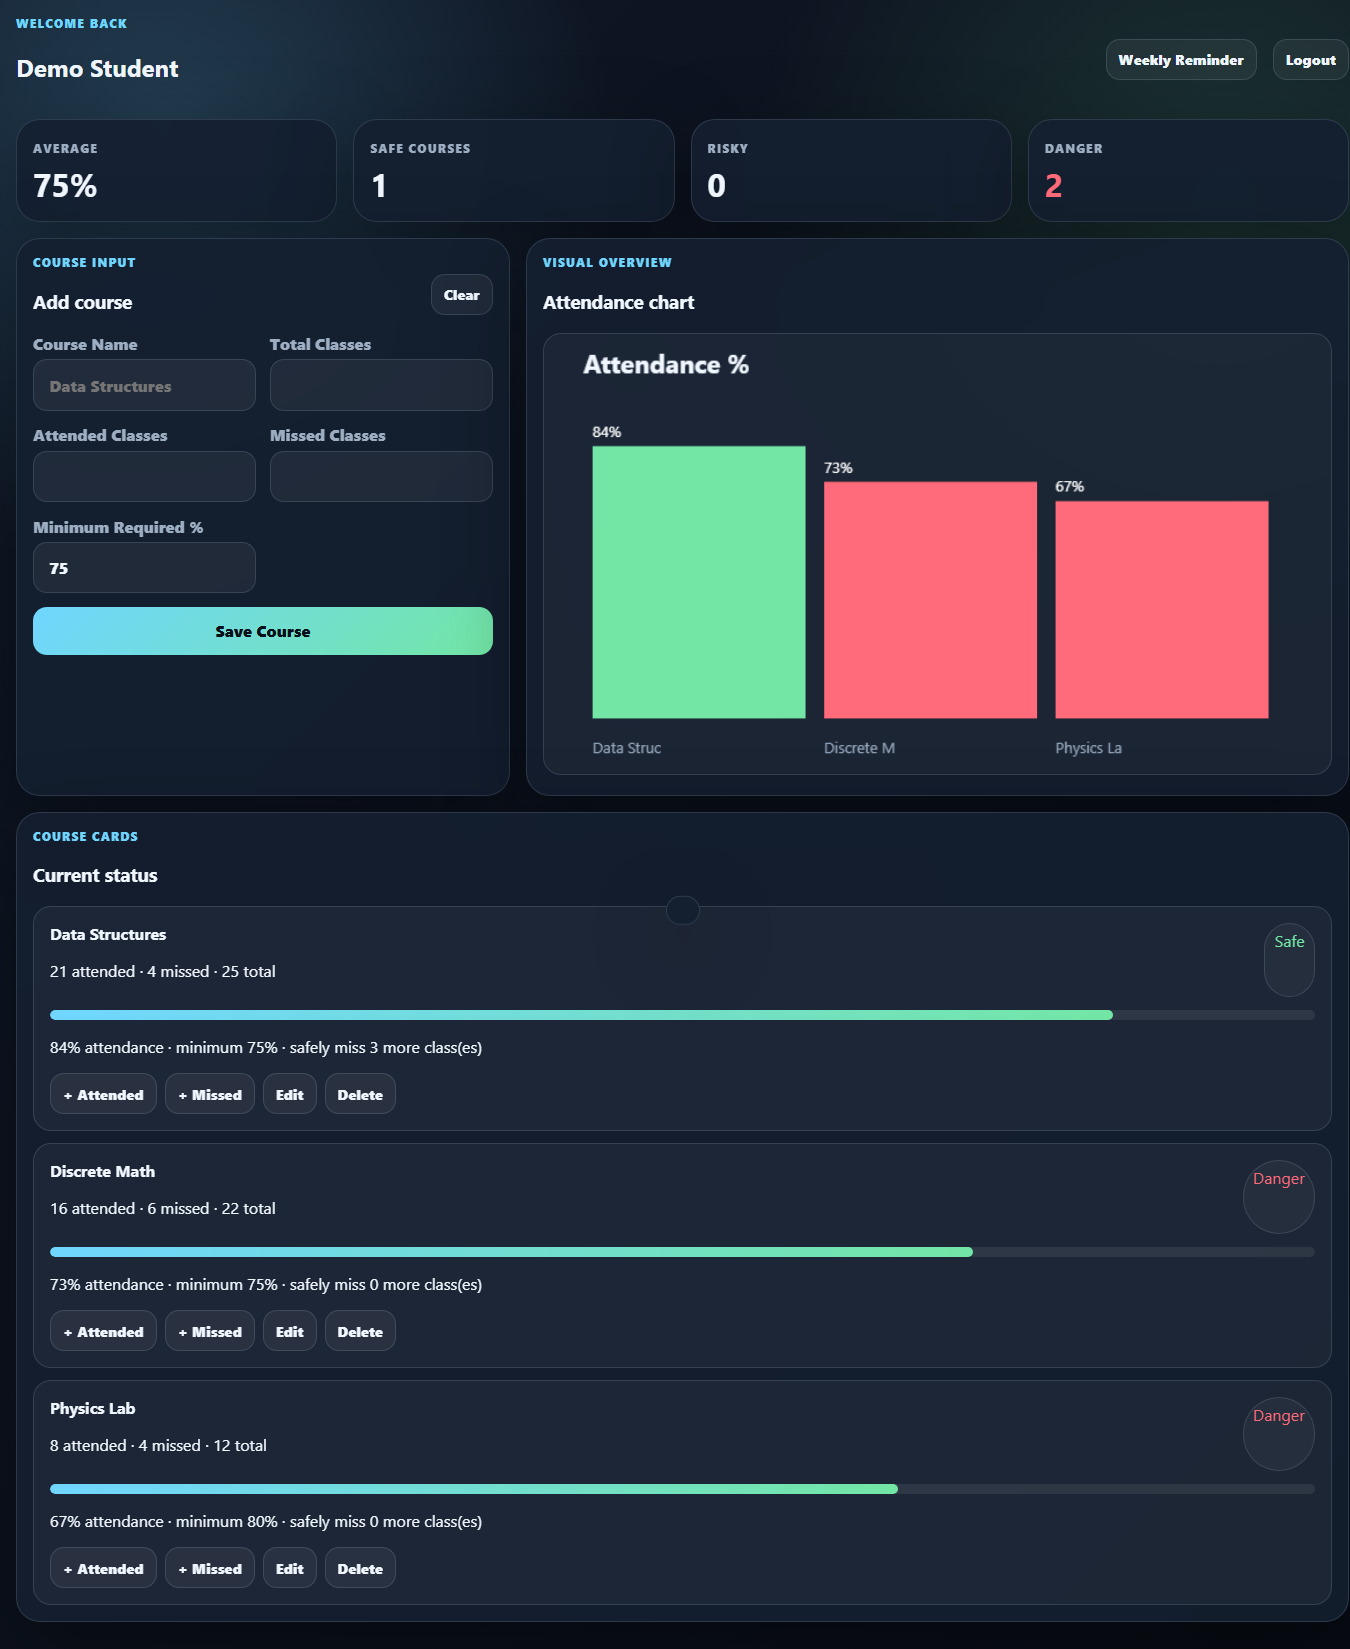 WELCOME BACK
Demo Student
Weekly Reminder
Logout
AVERAGE
75%
SAFE COURSES
1
RISKY
0
DANGER
2
COURSE INPUT
Add course
Clear
Course Name
Total Classes
Data Structures
Attended Classes
Missed Classes
Minimum Required %
75
Save Course
VISUAL OVERVIEW
Attendance chart
Attendance %
84%
73%
67%
Data Struc
Discrete M
Physics La
COURSE CARDS
Current status
Data Structures
Safe
21 attended · 4 missed · 25 total
84% attendance · minimum 75% · safely miss 3 more class(es)
+ Attended
+ Missed
Edit
Delete
Discrete Math
Danger
16 attended · 6 missed · 22 total
73% attendance · minimum 75% · safely miss 0 more class(es)
+ Attended
+ Missed
Edit
Delete
Physics Lab
Danger
8 attended · 4 missed · 12 total
67% attendance · minimum 80% · safely miss 0 more class(es)
+ Attended
+ Missed
Edit
Delete